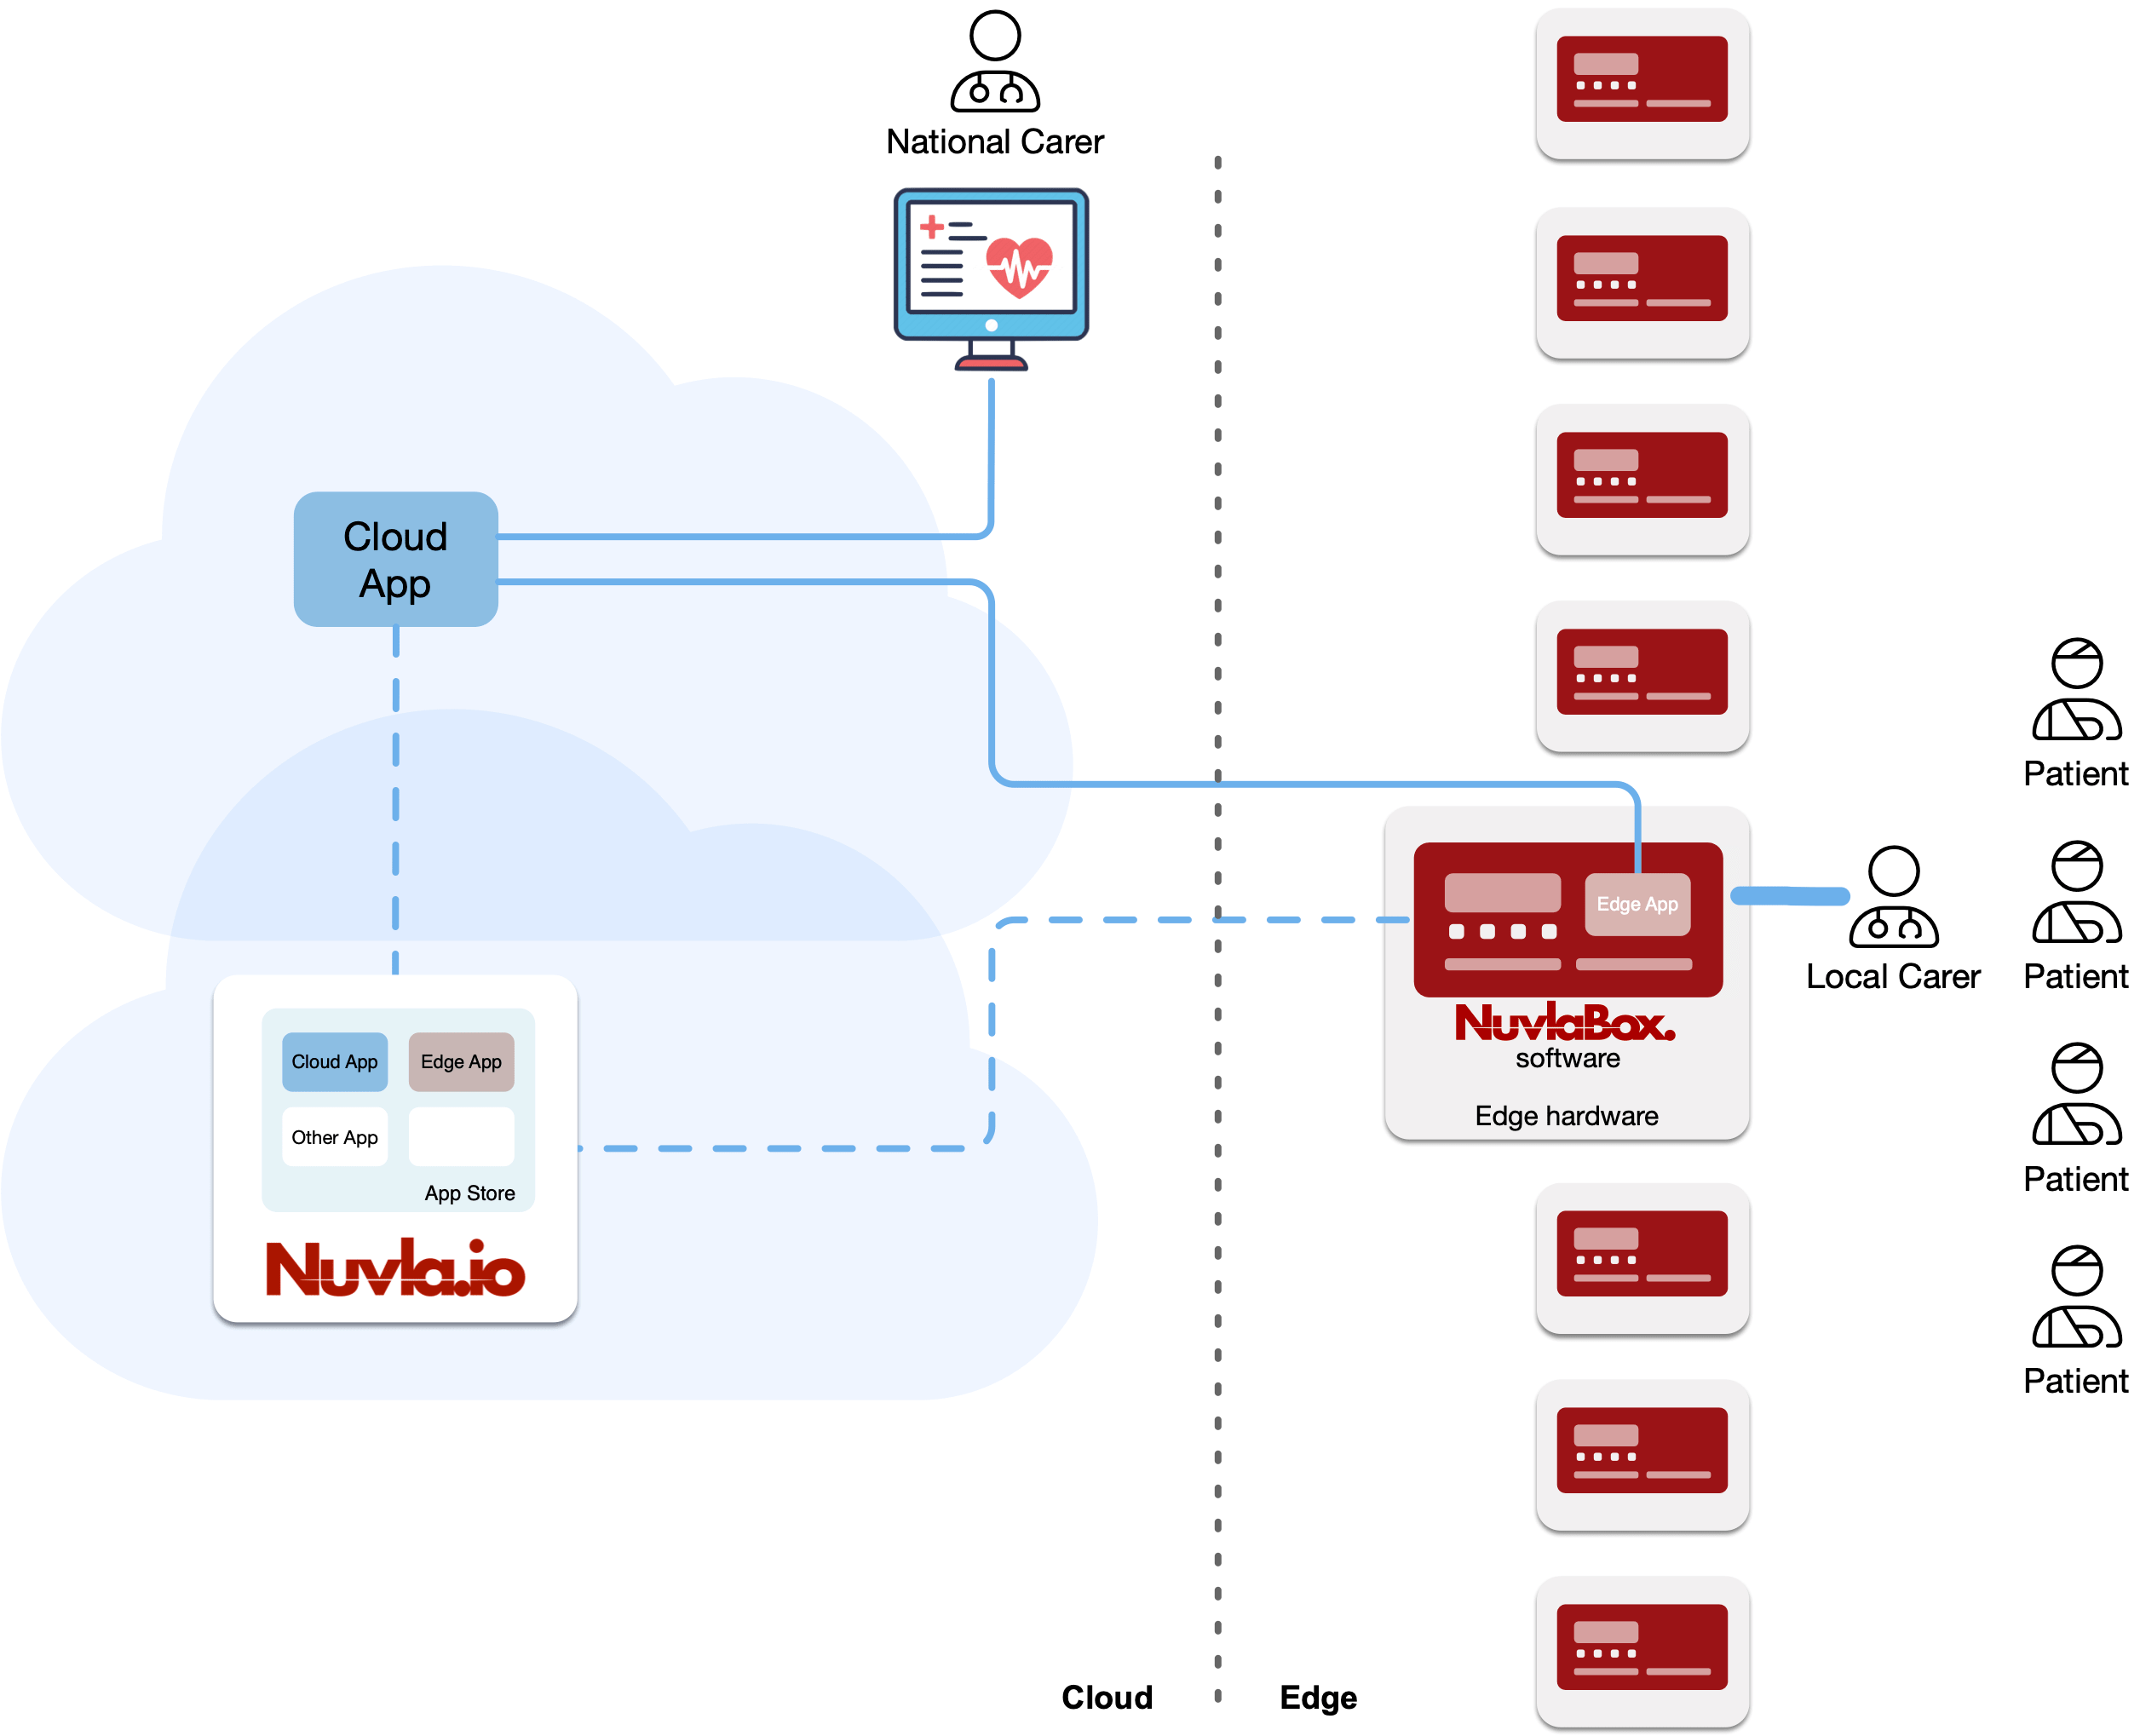 National Carer
Cloud
App
Patient
Edge App
Local Carer
Patient
NuvlaBox.
software
Edge hardware
Cloud App
Edge App
Other App
App Store
Nuvla.io
Patient
Patient
Cloud
Edge